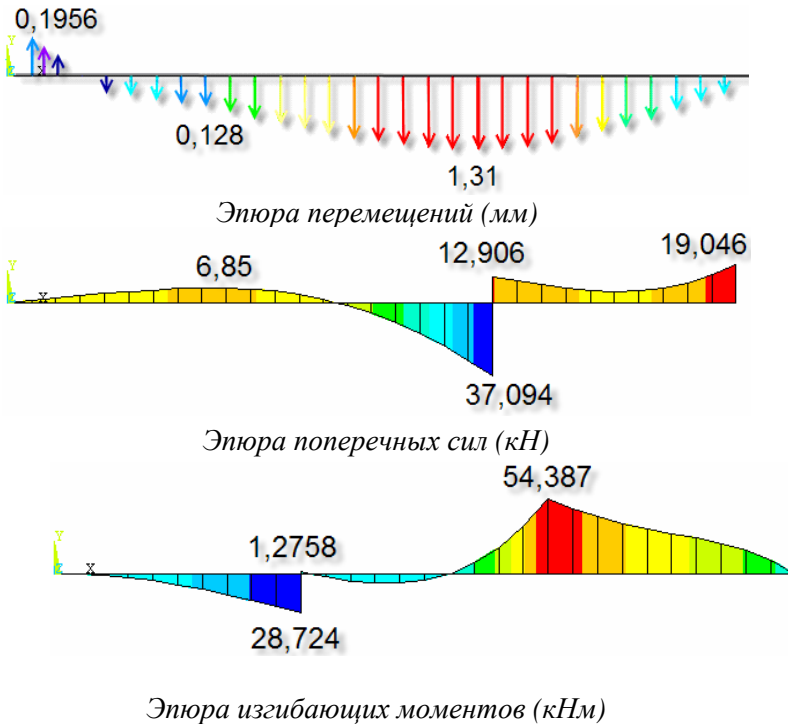 0,1956
Y
Z X
0,128
1,31
Эпюра перемещений (мм)
6,85
12,906
19,046
Y
Z X
37,094
Эпюра поперечных сил (кН)
54,387
Y
1,2758
Z X
28,724
Эпюра изгибающих моментов (кНм)